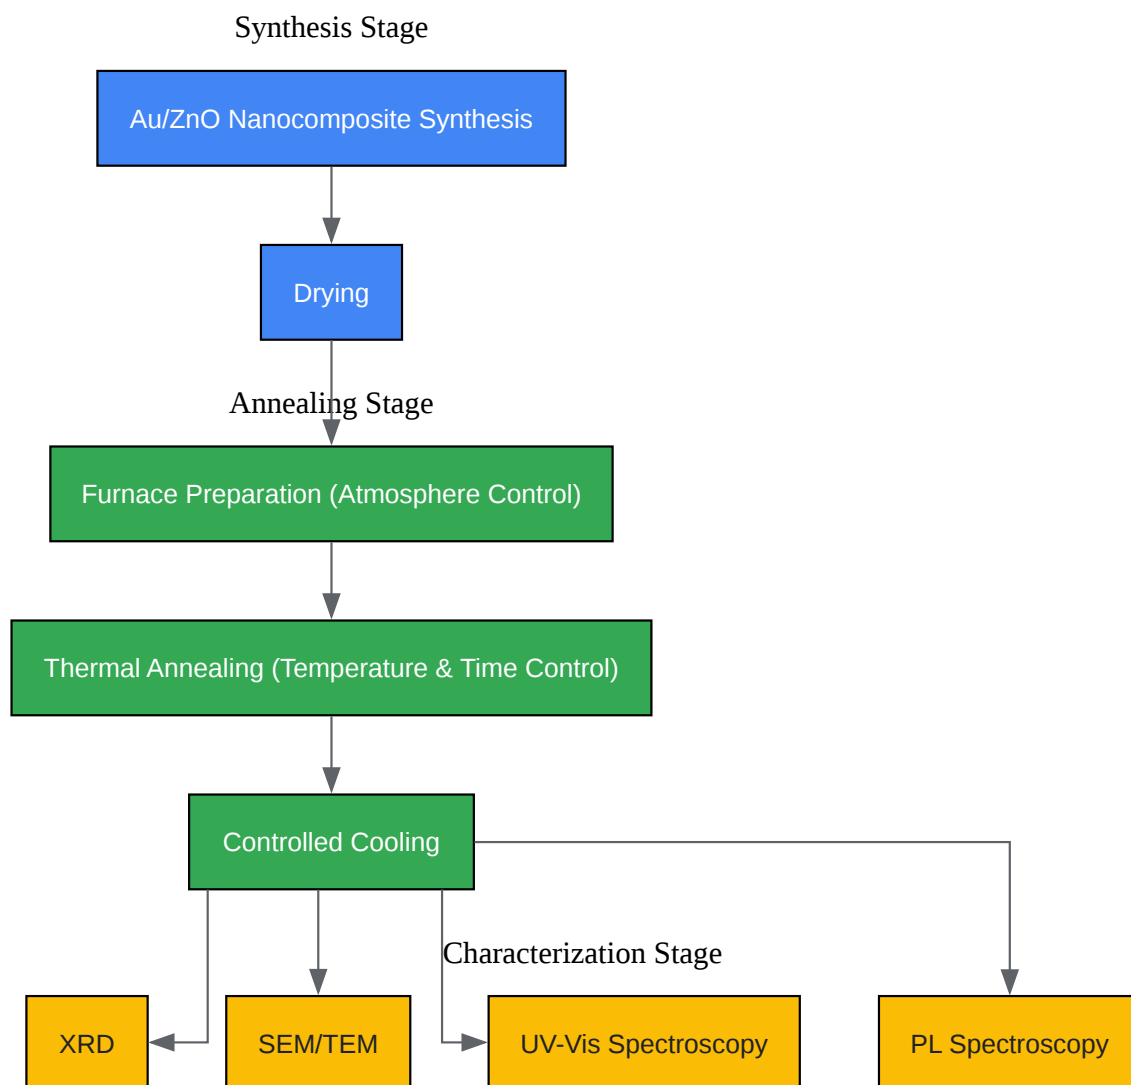 Synthesis Stage
Au/ZnO Nanocomposite Synthesis
Drying
Annealing Stage
Furnace Preparation (Atmosphere Control)
Thermal Annealing (Temperature & Time Control)
Controlled Cooling
Characterization Stage
XRD
SEM/TEM
UV-Vis Spectroscopy
PL Spectroscopy